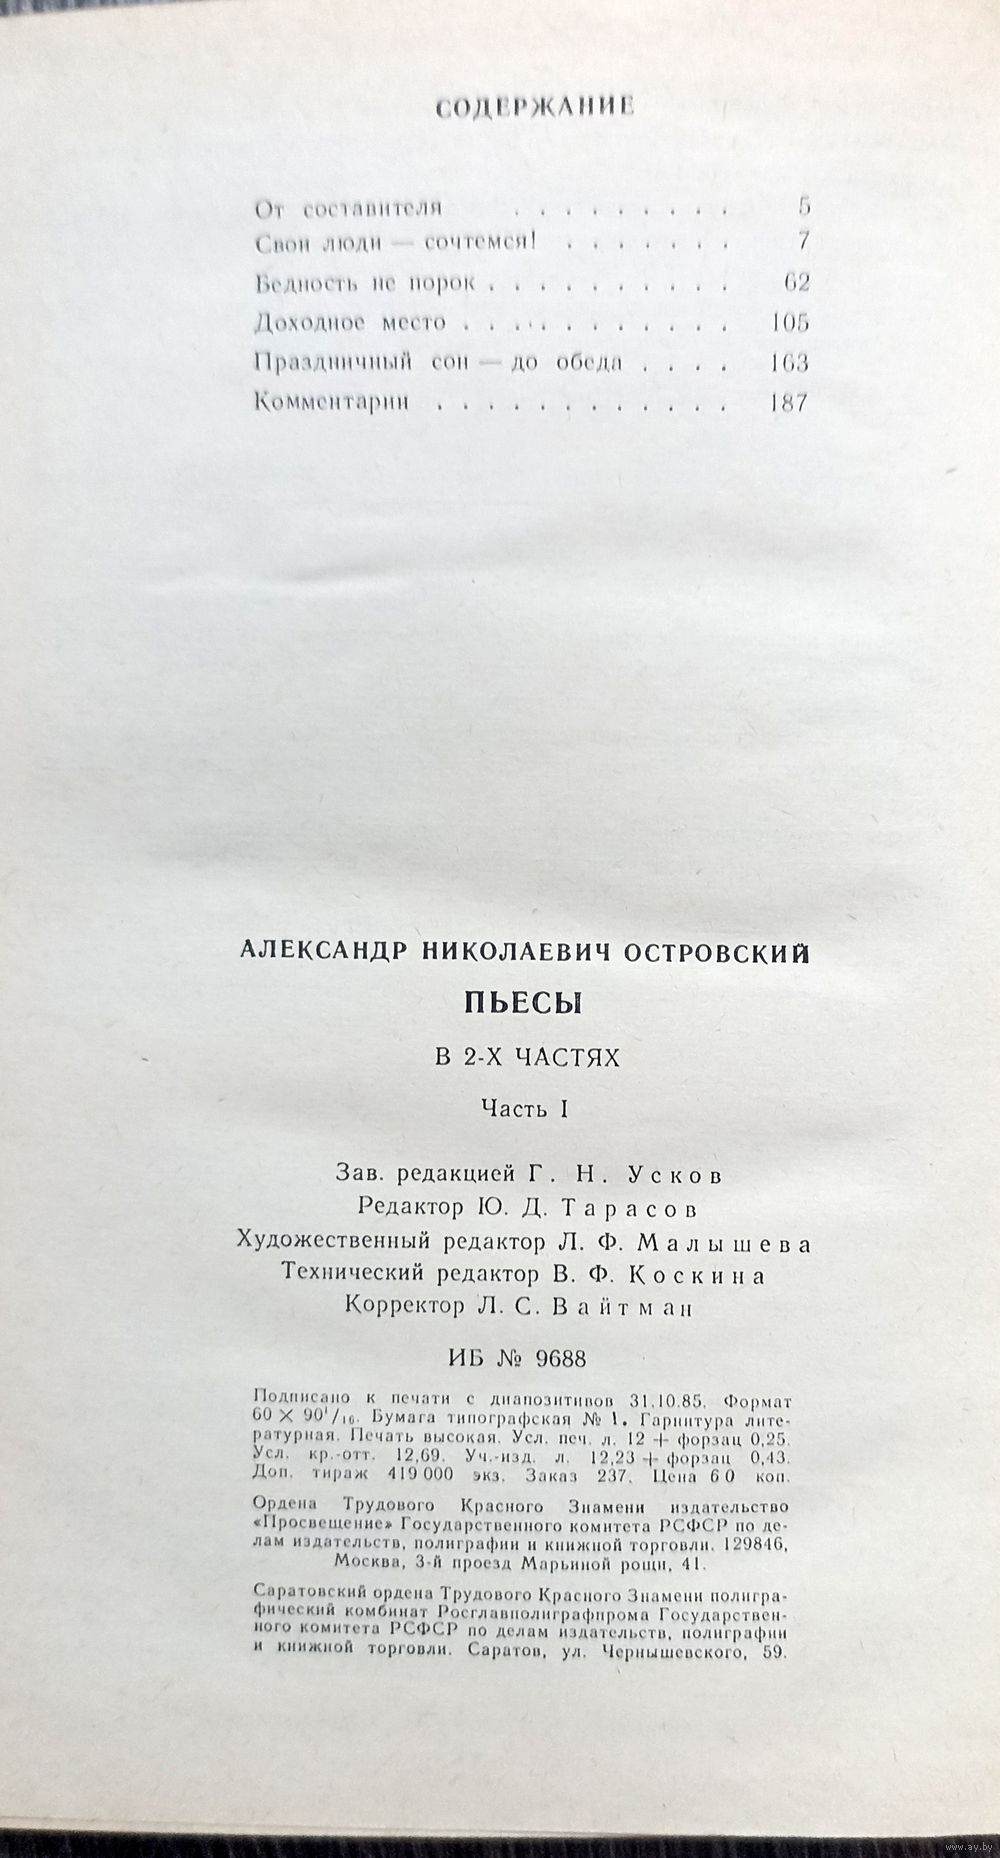 СОДЕРЖАНИЕ
От составителя . . . . . . . . . 5
Свои люди — сочтемся! . . . . . . . 7
Бедность не порок . . . . . . . . . . 62
Доходное место . . . . . . . . . . . 105
Праздничный сон — до обеда . . . . 163
Комментарии . . . . . . . . . . . . 187
АЛЕКСАНДР НИКОЛАЕВИЧ ОСТРОВСКИЙ
ПЬЕСЫ
В 2-Х ЧАСТЯХ
Часть I
Зав. редакцией Г. Н. Усков
Редактор Ю. Д. Тарасов
Художественный редактор Л. Ф. Малышева
Технический редактор В. Ф. Коскина
Корректор Л. С. Вайтман
ИБ № 9688
Подписано к печати с диапозитивов 31.10.85. Формат
60 × 90¹/₁₆. Бумага типографская № 1. Гарнитура лите-
ратурная. Печать высокая. Усл. печ. л. 12 + форзац 0,25.
Усл. кр.-отт. 12,69. Уч.-изд. л. 12,23 + форзац 0,43.
Доп. тираж 419 000 экз. Заказ 237. Цена 60 коп.
Ордена Трудового Красного Знамени издательство
«Просвещение» Государственного комитета РСФСР по де-
лам издательств, полиграфии и книжной торговли. 129846,
Москва, 3-й проезд Марьиной рощи, 41.
Саратовский ордена Трудового Красного Знамени полигра-
фический комбинат Росглавполиграфпрома Государствен-
ного комитета РСФСР по делам издательств, полиграфии
и книжной торговли. Саратов, ул. Чернышевского, 59.
www.ay.by